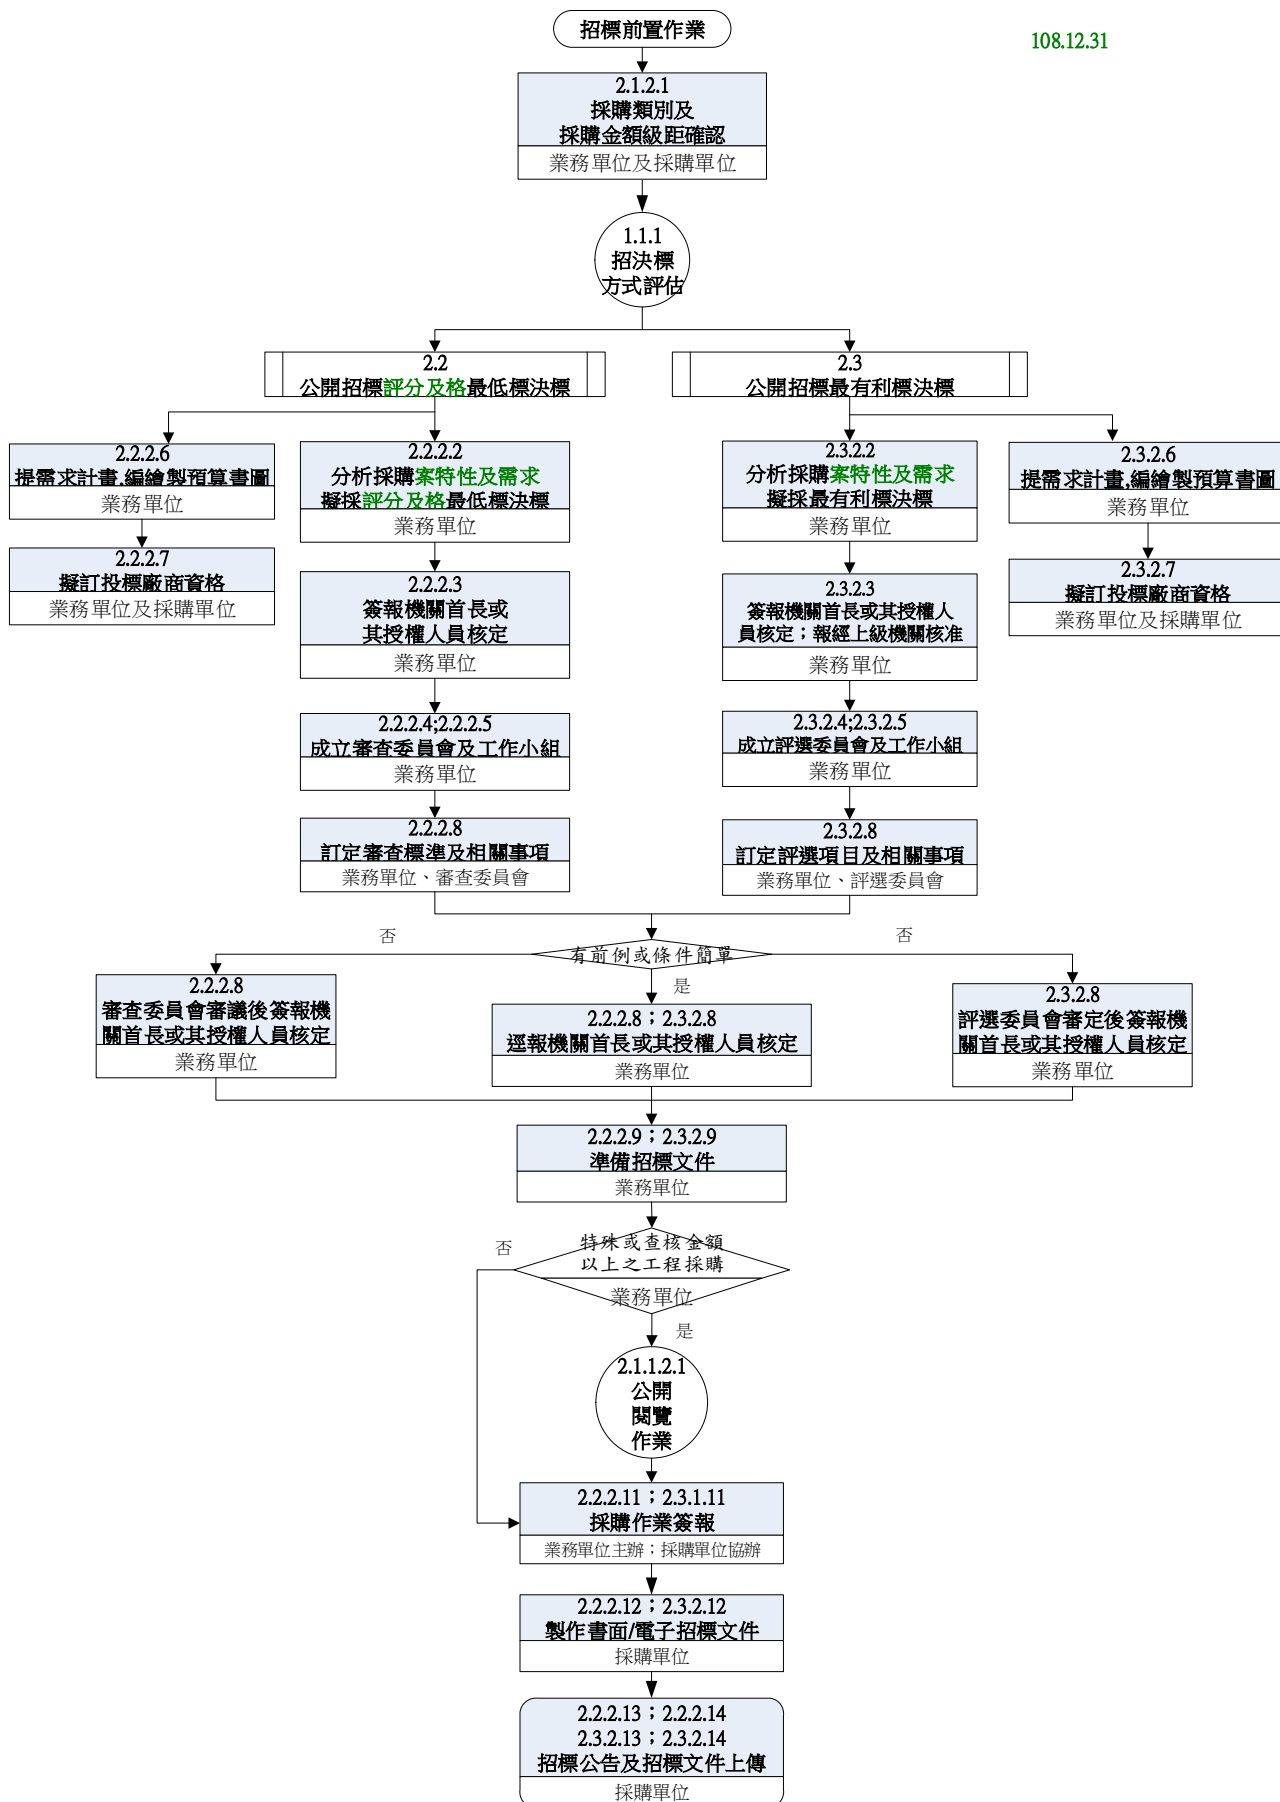 招標前置作業
108.12.31
2.1.2.1
採購類別及
採購金額級距確認
業務單位及採購單位
1.1.1
招決標
方式評估
2.2
公開招標評分及格最低標決標
2.3
公開招標最有利標決標
2.2.2.6
提需求計畫,編繪製預算書圖
業務單位
2.2.2.7
擬訂投標廠商資格
業務單位及採購單位
2.2.2.2
分析採購案特性及需求
擬採評分及格最低標決標
業務單位
2.2.2.3
簽報機關首長或
其授權人員核定
業務單位
2.2.2.4;2.2.2.5
成立審查委員會及工作小組
業務單位
2.2.2.8
訂定審查標準及相關事項
業務單位、審查委員會
2.3.2.2
分析採購案特性及需求
擬採最有利標決標
業務單位
2.3.2.3
簽報機關首長或其授權人
員核定；報經上級機關核准
業務單位
2.3.2.4;2.3.2.5
成立評選委員會及工作小組
業務單位
2.3.2.8
訂定評選項目及相關事項
業務單位、評選委員會
2.3.2.6
提需求計畫,編繪製預算書圖
業務單位
2.3.2.7
擬訂投標廠商資格
業務單位及採購單位
否
有前例或條件簡單
否
是
2.2.2.8
審查委員會審議後簽報機
關首長或其授權人員核定
業務單位
2.2.2.8；2.3.2.8
逕報機關首長或其授權人員核定
業務單位
2.3.2.8
評選委員會審定後簽報機
關首長或其授權人員核定
業務單位
2.2.2.9；2.3.2.9
準備招標文件
業務單位
否
特殊或查核金額
以上之工程採購
業務單位
是
2.1.1.2.1
公開
閱覽
作業
2.2.2.11；2.3.1.11
採購作業簽報
業務單位主辦；採購單位協辦
2.2.2.12；2.3.2.12
製作書面/電子招標文件
採購單位
2.2.2.13；2.2.2.14
2.3.2.13；2.3.2.14
招標公告及招標文件上傳
採購單位